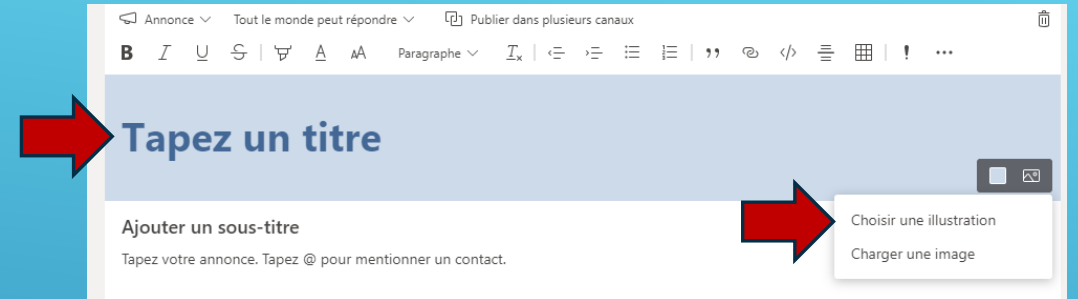 Annonce Tout le monde peut répondre Publier dans plusieurs canaux
B I U S A AA Paragraphe Tx
Tapez un titre
Ajouter un sous-titre
Choisir une illustration
Tapez votre annonce. Tapez @ pour mentionner un contact.
Charger une image